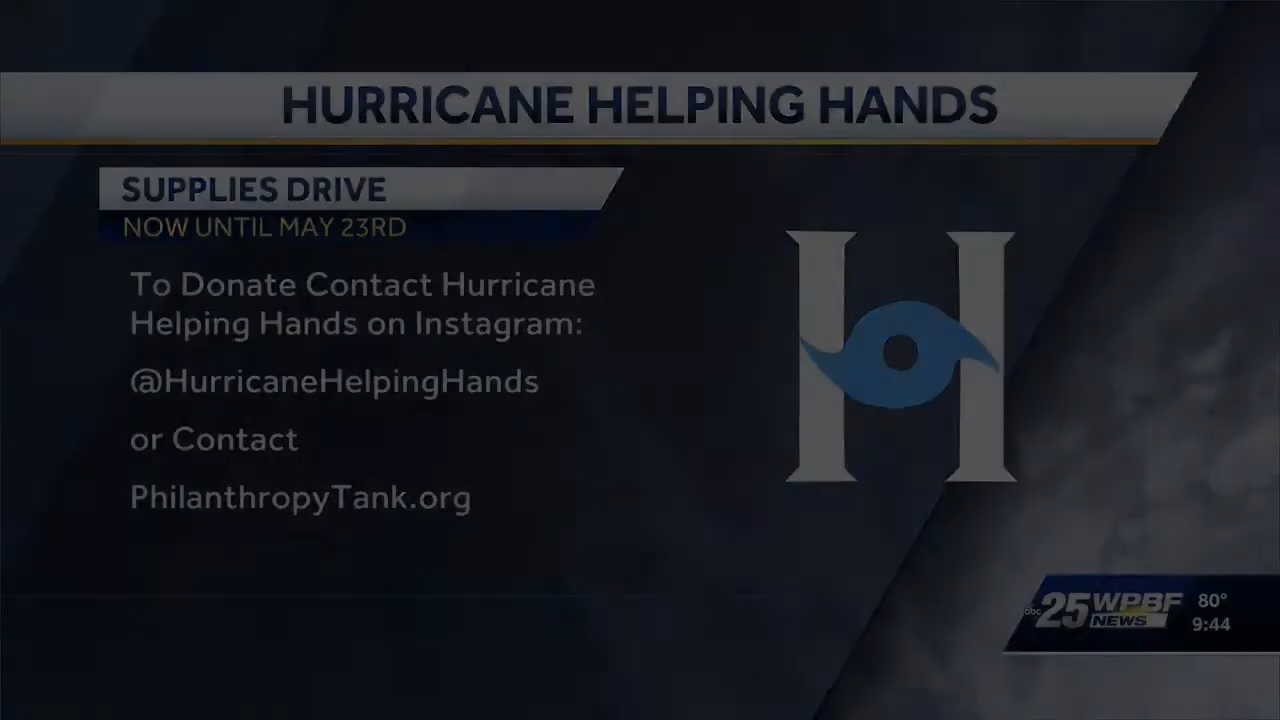 HURRICANE HELPING HANDS
SUPPLIES DRIVE
NOW UNTIL MAY 23RD
To Donate Contact Hurricane
Helping Hands on Instagram:
@HurricaneHelpingHands
or Contact
PhilanthropyTank.org
H
abc 25 WPBF NEWS
80°
9:44